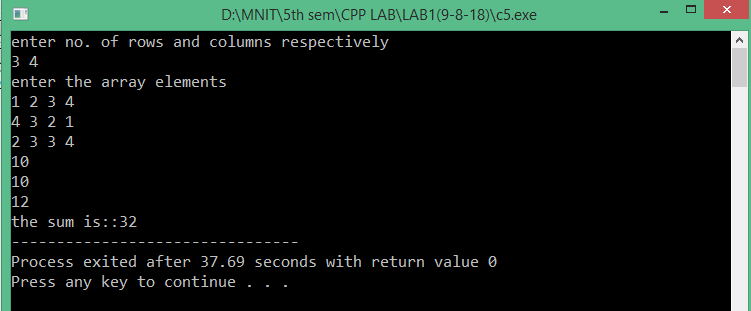 D:\MNIT\5th sem\CPP LAB\LAB1(9-8-18)\c5.exe
enter no. of rows and columns respectively
3 4
enter the array elements
1 2 3 4
4 3 2 1
2 3 3 4
10
10
12
the sum is::32
--------------------------------
Process exited after 37.69 seconds with return value 0
Press any key to continue . . .